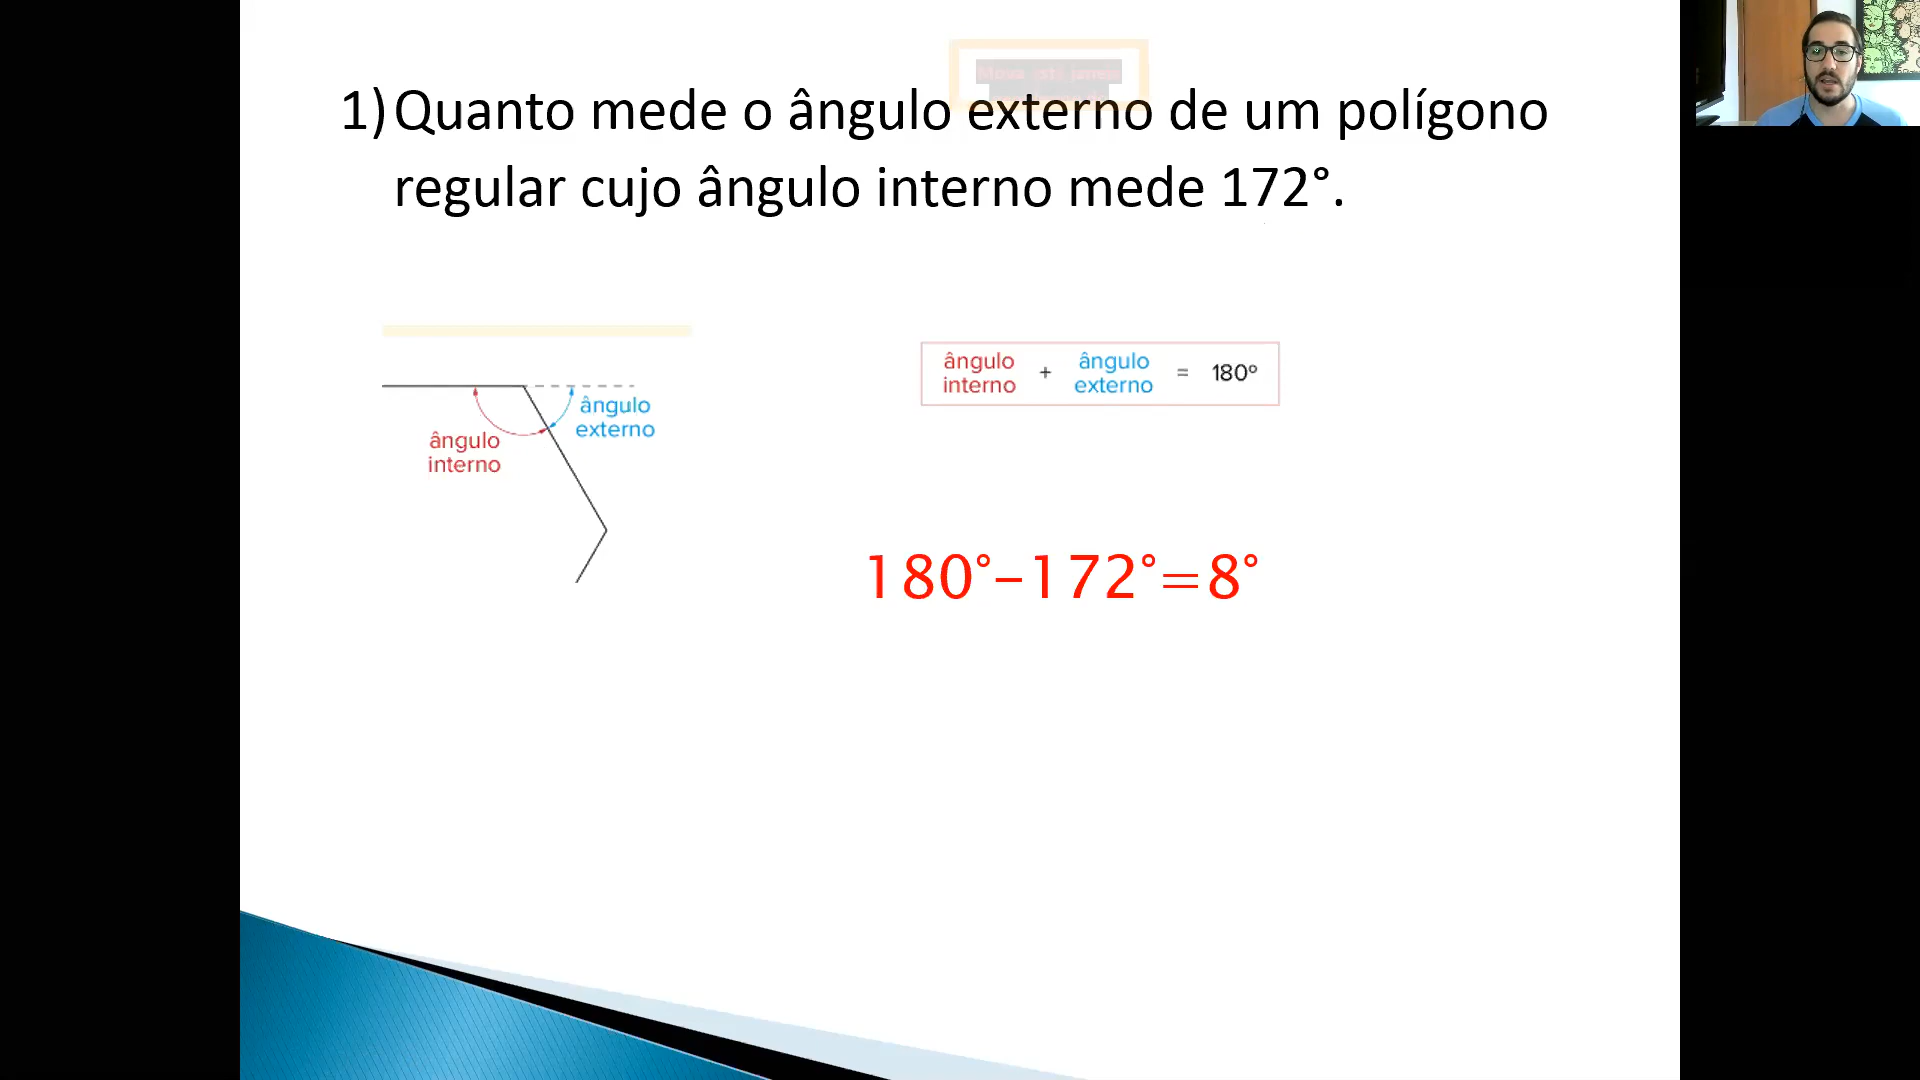 1) Quanto mede o ângulo externo de um polígono
regular cujo ângulo interno mede 172°.
ângulo
interno
+
ângulo
externo
= 180º
ângulo
externo
ângulo
interno
180°–172°=8°